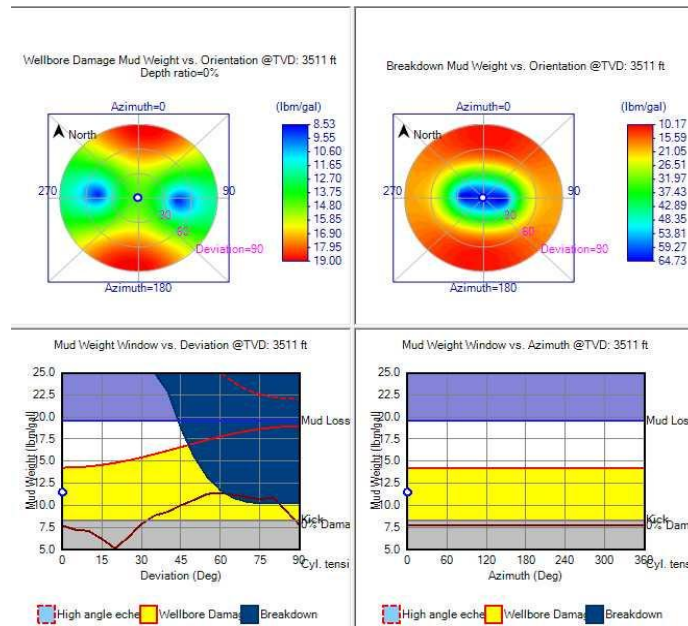 Wellbore Damage Mud Weight vs. Orientation @TVD: 3511 ft
Depth ratio=0%
Azimuth=0
(lbm/gal)
North
270
90
30
60
Deviation=90
Azimuth=180
8.53
9.55
10.60
11.65
12.70
13.75
14.80
15.85
16.90
17.95
19.00
Breakdown Mud Weight vs. Orientation @TVD: 3511 ft
Azimuth=0
(lbm/gal)
North
270
90
30
60
Deviation=90
Azimuth=180
10.17
15.59
21.05
26.51
31.97
37.43
42.89
48.35
53.81
59.27
64.73
Mud Weight Window vs. Deviation @TVD: 3511 ft
Mud Weight (lbm/gal)
25.0
22.5
20.0
17.5
15.0
12.5
10.0
7.5
5.0
0
15
30
45
60
75
90
Deviation (Deg)
Mud Loss
Kick
0% Dama
Cyl. tensi
High angle eche
Wellbore Damag
Breakdown
Mud Weight Window vs. Azimuth @TVD: 3511 ft
Mud Weight (lbm/gal)
25.0
22.5
20.0
17.5
15.0
12.5
10.0
7.5
5.0
0
60
120
180
240
300
360
Azimuth (Deg)
Mud Loss
Kick
0% Dam
Cyl. tensi
High angle eche
Wellbore Damag
Breakdown